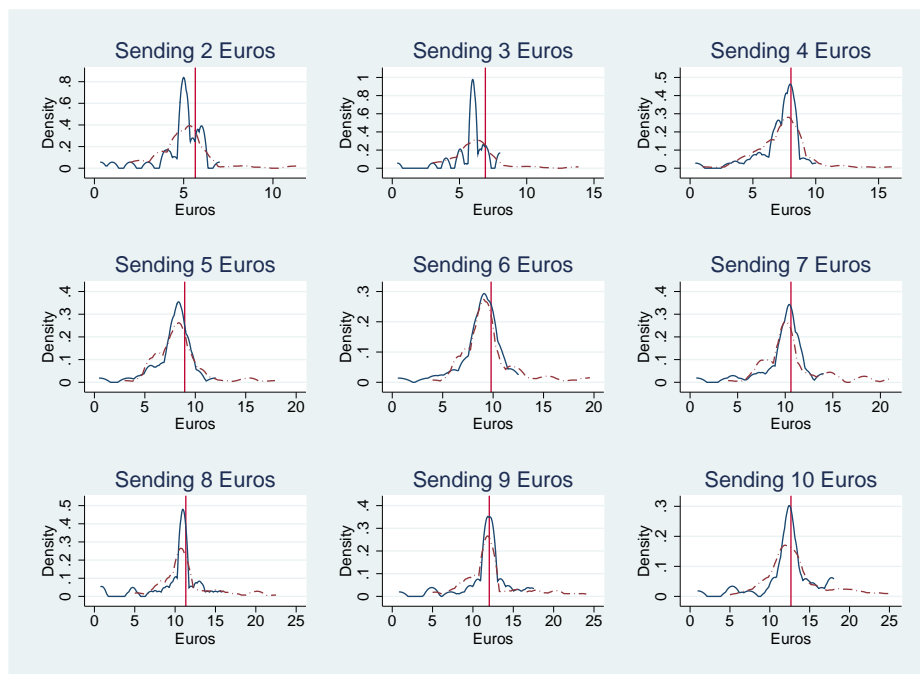 Sending 2 Euros
Density
0 .2 .4 .6 .8
0 5 10
Euros
Sending 3 Euros
Density
0 .2 .4 .6 .8 1
0 5 10 15
Euros
Sending 4 Euros
Density
0 .1 .2 .3 .4 .5
0 5 10 15
Euros
Sending 5 Euros
Density
0 .1 .2 .3 .4
0 5 10 15 20
Euros
Sending 6 Euros
Density
0 .1 .2 .3
0 5 10 15 20
Euros
Sending 7 Euros
Density
0 .1 .2 .3 .4
0 5 10 15 20
Euros
Sending 8 Euros
Density
0 .1 .2 .3 .4 .5
0 5 10 15 20 25
Euros
Sending 9 Euros
Density
0 .1 .2 .3 .4
0 5 10 15 20 25
Euros
Sending 10 Euros
Density
0 .1 .2 .3
0 5 10 15 20 25
Euros